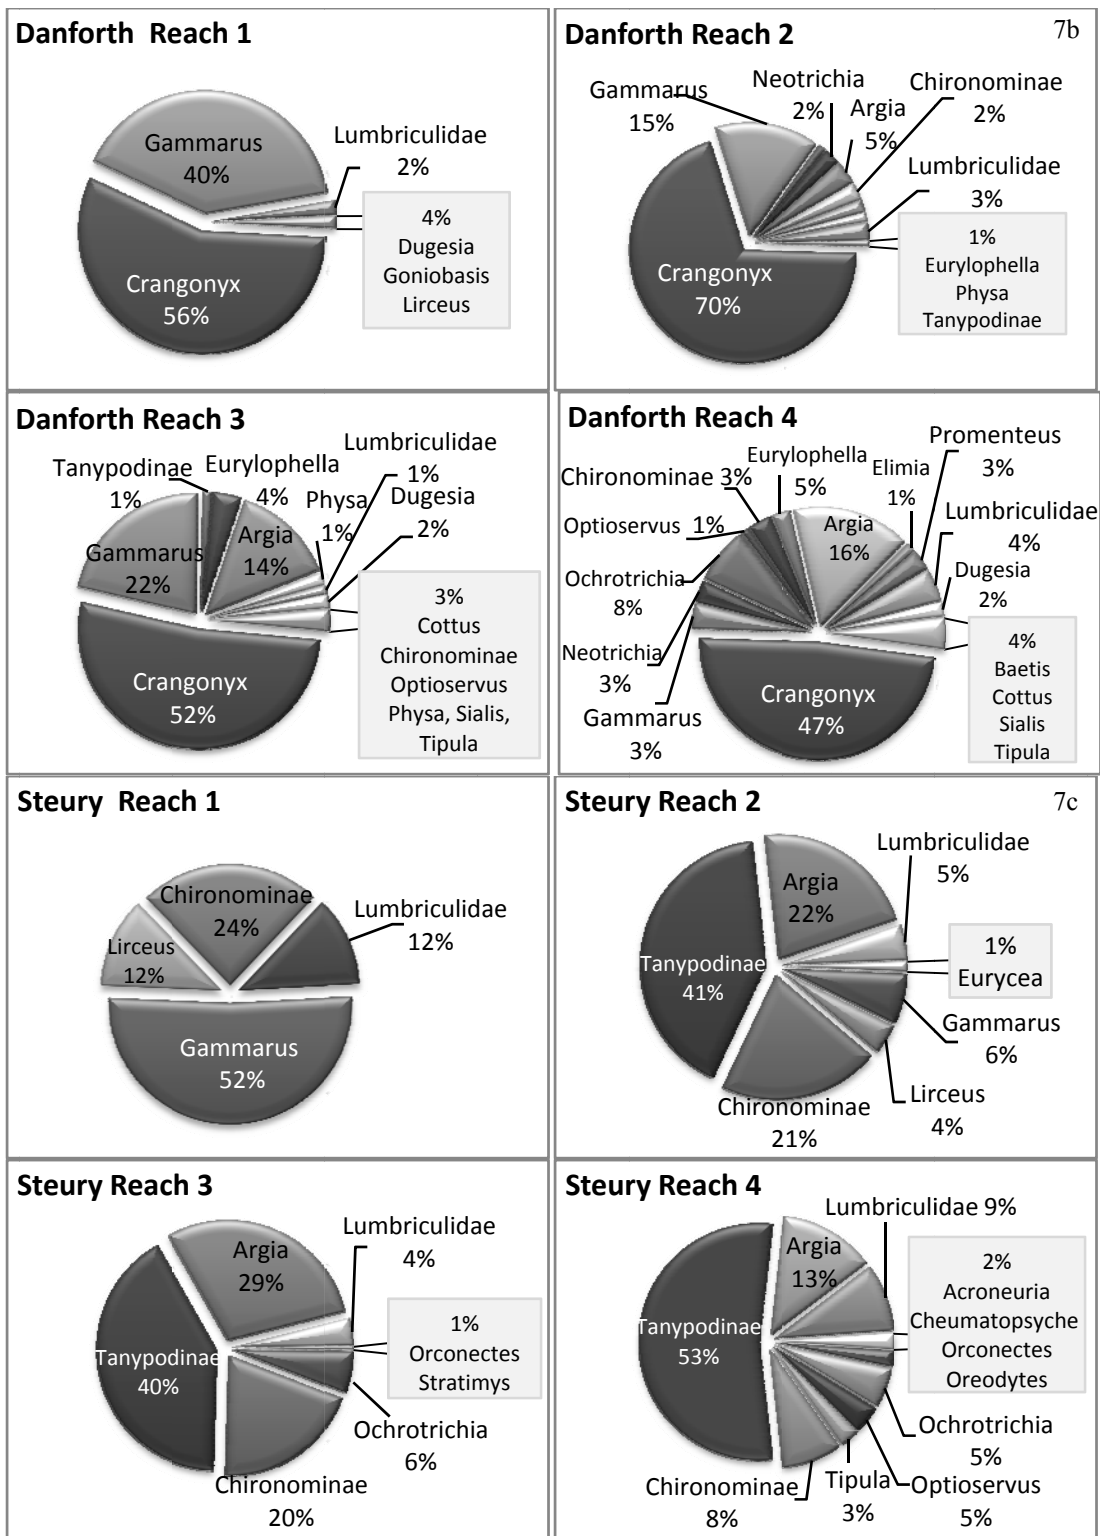 Danforth  Reach 1
Gammarus
40%
Lumbriculidae
2%
4%
Dugesia
Goniobasis
Lirceus
Crangonyx
56%
Danforth Reach 2
7b
Gammarus
15%
Neotrichia
2%
Argia
5%
Chironominae
2%
Lumbriculidae
3%
1%
Eurylophella
Physa
Tanypodinae
Crangonyx
70%
Danforth Reach 3
Tanypodinae
1%
Eurylophella
4%
Lumbriculidae
1%
Physa
1%
Dugesia
2%
Argia
14%
Gammarus
22%
3%
Cottus
Chironominae
Optioservus
Physa, Sialis,
Tipula
Crangonyx
52%
Danforth Reach 4
Promenteus
3%
Eurylophella
5%
Elimia
1%
Chironominae 3%
Lumbriculidae
4%
Optioservus 1%
Argia
16%
Dugesia
2%
Ochrotrichia
8%
4%
Baetis
Cottus
Sialis
Tipula
Neotrichia
3%
Gammarus
3%
Crangonyx
47%
Steury  Reach 1
Chironominae
24%
Lumbriculidae
12%
Lirceus
12%
Gammarus
52%
Steury Reach 2
7c
Lumbriculidae
5%
Argia
22%
1%
Eurycea
Tanypodinae
41%
Gammarus
6%
Lirceus
4%
Chironominae
21%
Steury Reach 3
Lumbriculidae
4%
Argia
29%
1%
Orconectes
Stratimys
Tanypodinae
40%
Ochrotrichia
6%
Chironominae
20%
Steury Reach 4
Lumbriculidae 9%
Argia
13%
2%
Acroneuria
Cheumatopsyche
Orconectes
Oreodytes
Tanypodinae
53%
Ochrotrichia
5%
Optioservus
5%
Tipula
3%
Chironominae
8%